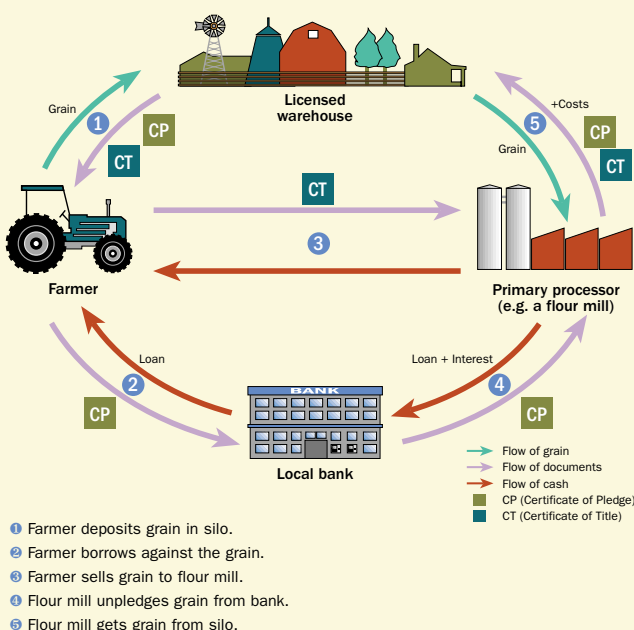 Licensed
warehouse
Grain
1
CP
CT
+Costs
5
CP
CT
Grain
CT
3
Farmer
Primary processor
(e.g. a flour mill)
Loan
2
CP
Loan + Interest
4
CP
BANK
Local bank
Flow of grain
Flow of documents
Flow of cash
CP (Certificate of Pledge)
CT (Certificate of Title)
1 Farmer deposits grain in silo.
2 Farmer borrows against the grain.
3 Farmer sells grain to flour mill.
4 Flour mill unpledges grain from bank.
5 Flour mill gets grain from silo.